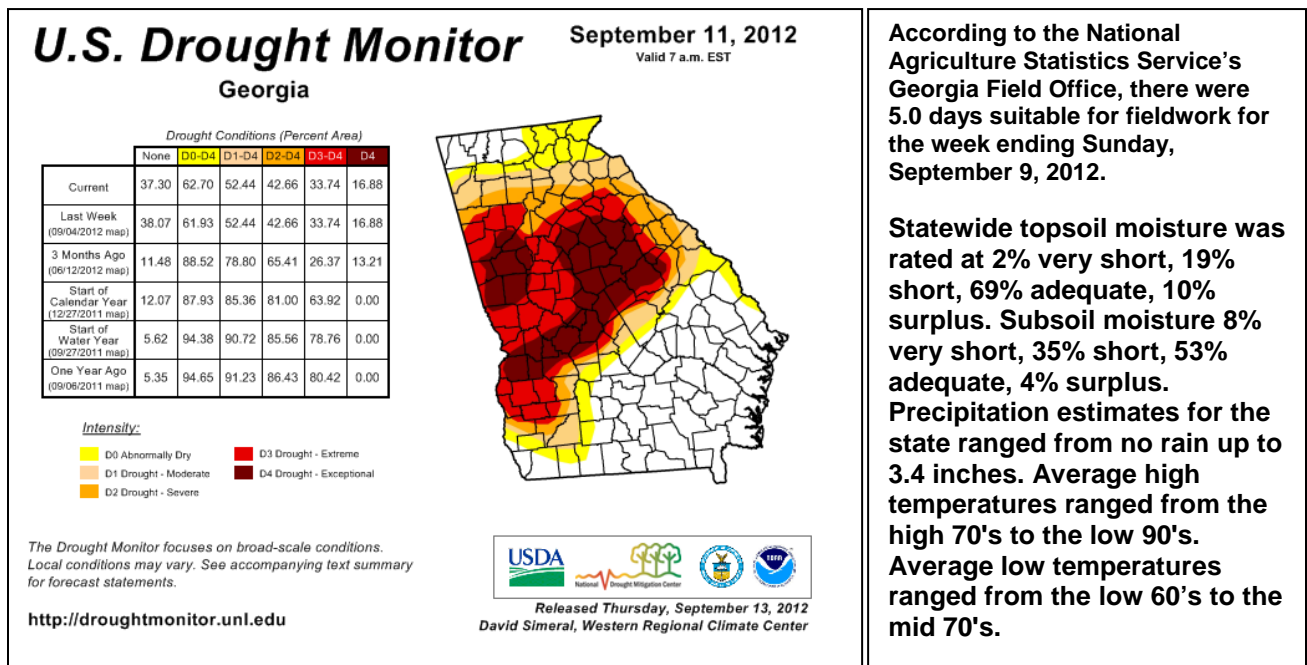 U.S. Drought Monitor
Georgia
September 11, 2012
Valid 7 a.m. EST
Drought Conditions (Percent Area)
None D0-D4 D1-D4 D2-D4 D3-D4 D4
Current 37.30 62.70 52.44 42.66 33.74 16.88
Last Week
(09/04/2012 map) 38.07 61.93 52.44 42.66 33.74 16.88
3 Months Ago
(06/12/2012 map) 11.48 88.52 78.80 65.41 26.37 13.21
Start of
Calendar Year
(12/27/2011 map) 12.07 87.93 85.36 81.00 63.92 0.00
Start of
Water Year
(09/27/2011 map) 5.62 94.38 90.72 85.56 78.76 0.00
One Year Ago
(09/06/2011 map) 5.35 94.65 91.23 86.43 80.42 0.00
Intensity:
D0 Abnormally Dry
D1 Drought - Moderate
D2 Drought - Severe
D3 Drought - Extreme
D4 Drought - Exceptional
The Drought Monitor focuses on broad-scale conditions.
Local conditions may vary. See accompanying text summary
for forecast statements.
http://droughtmonitor.unl.edu
USDA
National Drought Mitigation Center
Released Thursday, September 13, 2012
David Simeral, Western Regional Climate Center
According to the National
Agriculture Statistics Service's
Georgia Field Office, there were
5.0 days suitable for fieldwork for
the week ending Sunday,
September 9, 2012.
Statewide topsoil moisture was
rated at 2% very short, 19%
short, 69% adequate, 10%
surplus. Subsoil moisture 8%
very short, 35% short, 53%
adequate, 4% surplus.
Precipitation estimates for the
state ranged from no rain up to
3.4 inches. Average high
temperatures ranged from the
high 70's to the low 90's.
Average low temperatures
ranged from the low 60's to the
mid 70's.